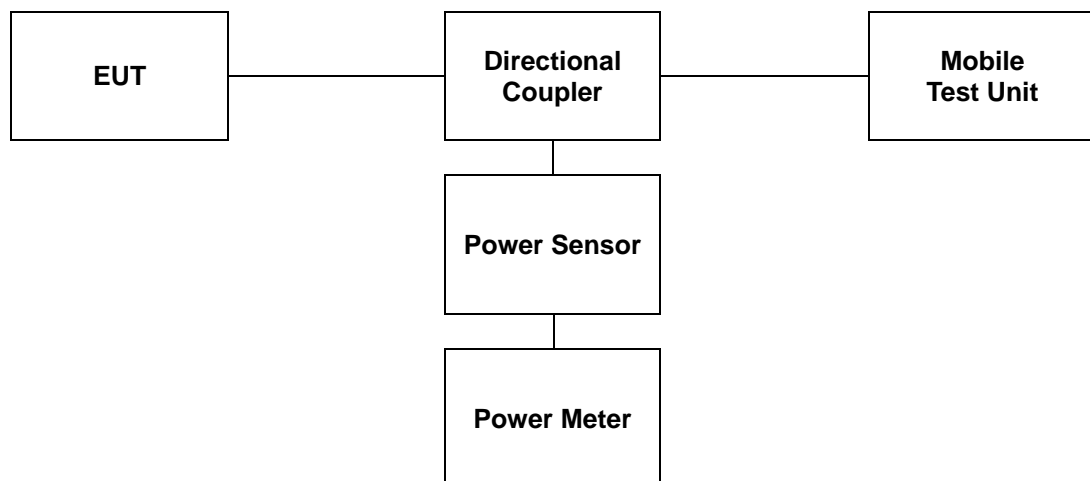 EUT
Directional
Coupler
Mobile
Test Unit
Power Sensor
Power Meter